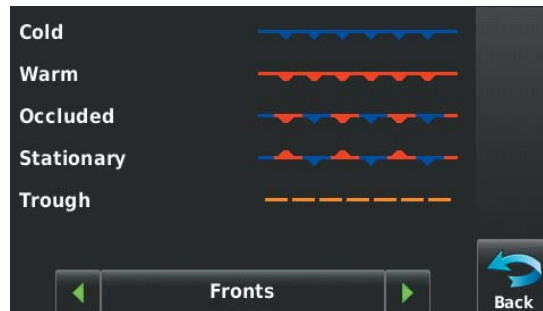 Cold
Warm
Occluded
Stationary
Trough
Fronts
Back